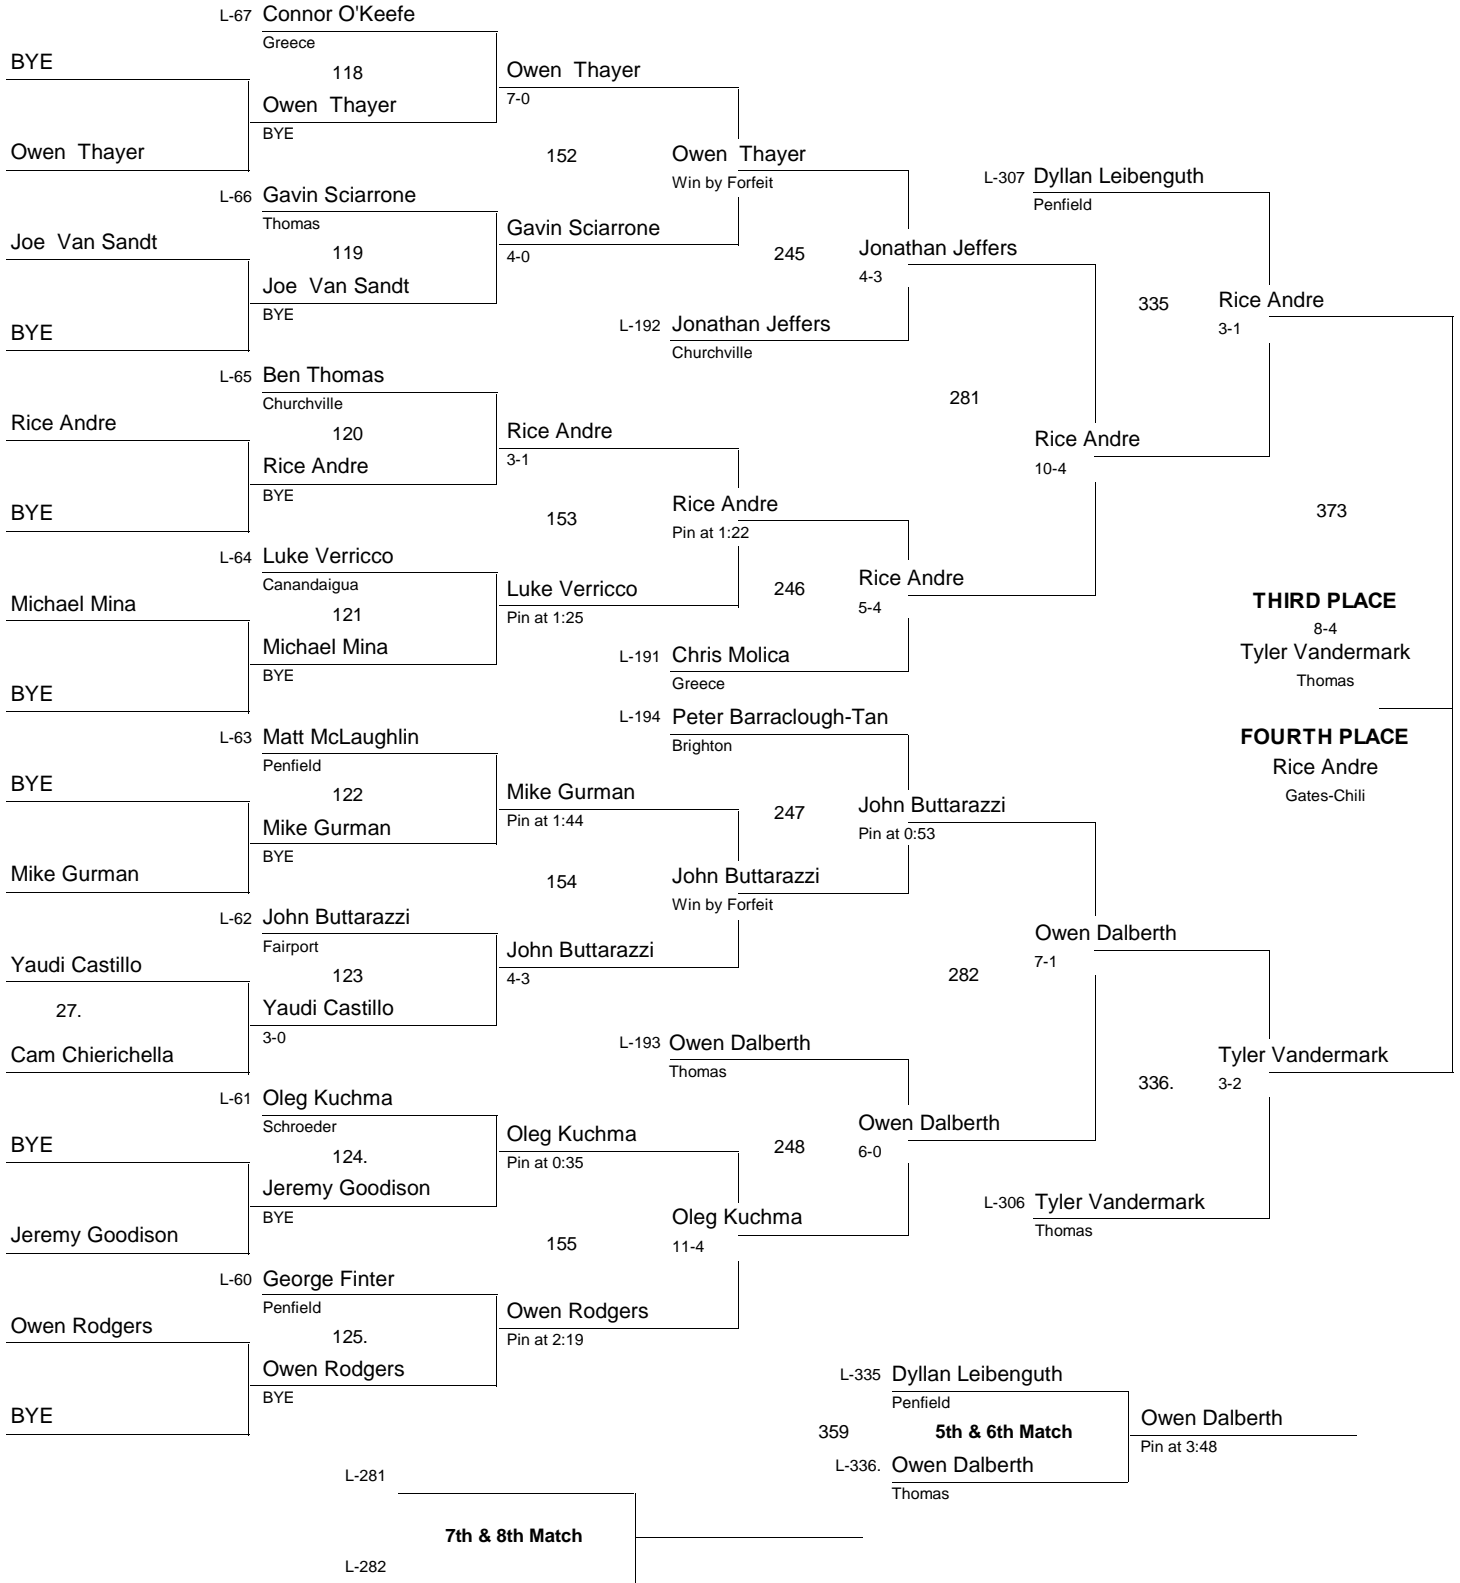 L-67 Connor O'Keefe
Greece
BYE
118
Owen Thayer
7-0
Owen Thayer
BYE
Owen Thayer
152
Owen Thayer
Win by Forfeit
L-307 Dyllan Leibenguth
Penfield
L-66 Gavin Sciarrone
Thomas
Joe Van Sandt
119
Gavin Sciarrone
4-0
245
Jonathan Jeffers
4-3
Joe Van Sandt
BYE
BYE
L-192 Jonathan Jeffers
Churchville
335
Rice Andre
3-1
L-65 Ben Thomas
Churchville
Rice Andre
120
Rice Andre
3-1
281
Rice Andre
10-4
Rice Andre
BYE
BYE
153
Rice Andre
Pin at 1:22
373
L-64 Luke Verricco
Canandaigua
Michael Mina
121
Luke Verricco
Pin at 1:25
246
Rice Andre
5-4
THIRD PLACE
8-4
Tyler Vandermark
Thomas
Michael Mina
BYE
BYE
L-191 Chris Molica
Greece
L-194 Peter Barraclough-Tan
Brighton
FOURTH PLACE
Rice Andre
Gates-Chili
L-63 Matt McLaughlin
Penfield
BYE
122
Mike Gurman
Pin at 1:44
247
John Buttarazzi
Pin at 0:53
Mike Gurman
BYE
Mike Gurman
154
John Buttarazzi
Win by Forfeit
L-62 John Buttarazzi
Fairport
Yaudi Castillo
123
John Buttarazzi
4-3
282
Owen Dalberth
7-1
27.
Yaudi Castillo
3-0
Cam Chierichella
L-193 Owen Dalberth
Thomas
336.
Tyler Vandermark
3-2
L-61 Oleg Kuchma
Schroeder
BYE
124.
Oleg Kuchma
Pin at 0:35
248
Owen Dalberth
6-0
Jeremy Goodison
BYE
Jeremy Goodison
155
Oleg Kuchma
11-4
L-306 Tyler Vandermark
Thomas
L-60 George Finter
Penfield
Owen Rodgers
125.
Owen Rodgers
Pin at 2:19
Owen Rodgers
BYE
BYE
L-335 Dyllan Leibenguth
Penfield
359
5th & 6th Match
Owen Dalberth
Pin at 3:48
L-336. Owen Dalberth
Thomas
L-281
7th & 8th Match
L-282